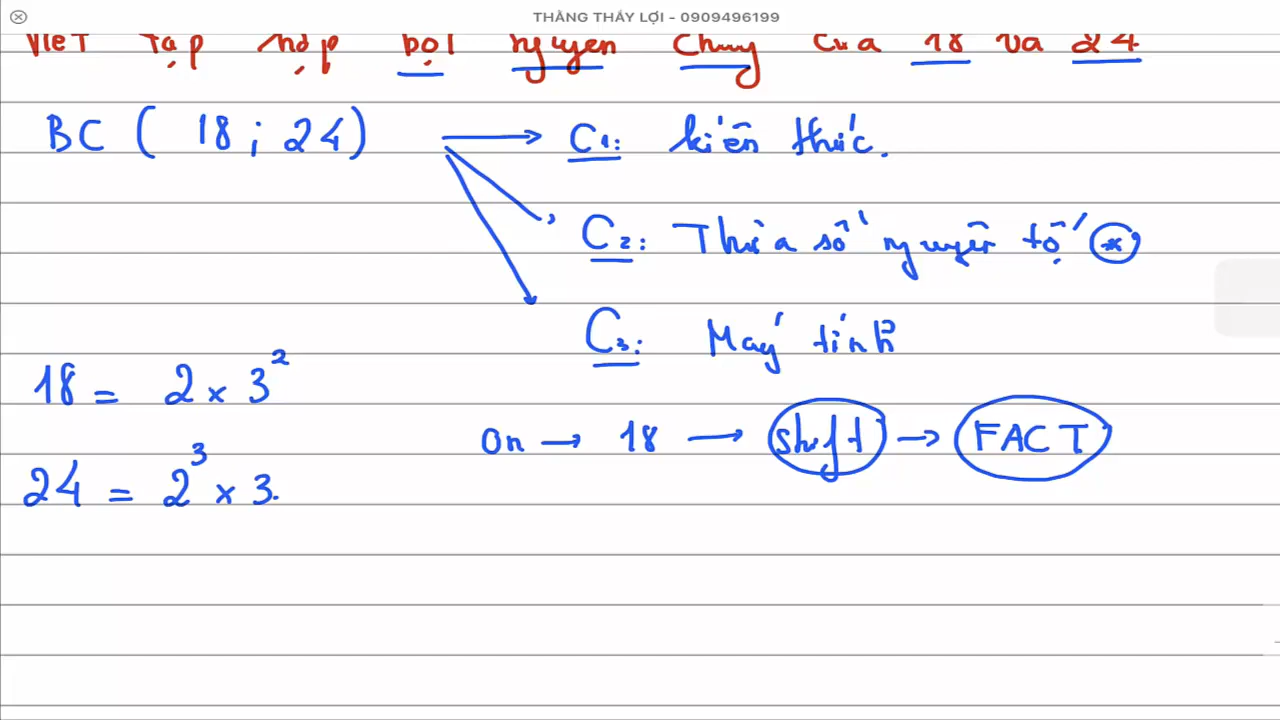 THẦNG THẦY LỢI - 0909496199
Viết tập hợp bội nguyên chung của 18 và 24
BC ( 18 ; 24 ) → C1: kiến thức.
C2: Thừa số nguyên tố *
C3: Máy tính
18 = 2 × 3²
on → 18 → shift → FACT
24 = 2³ × 3.